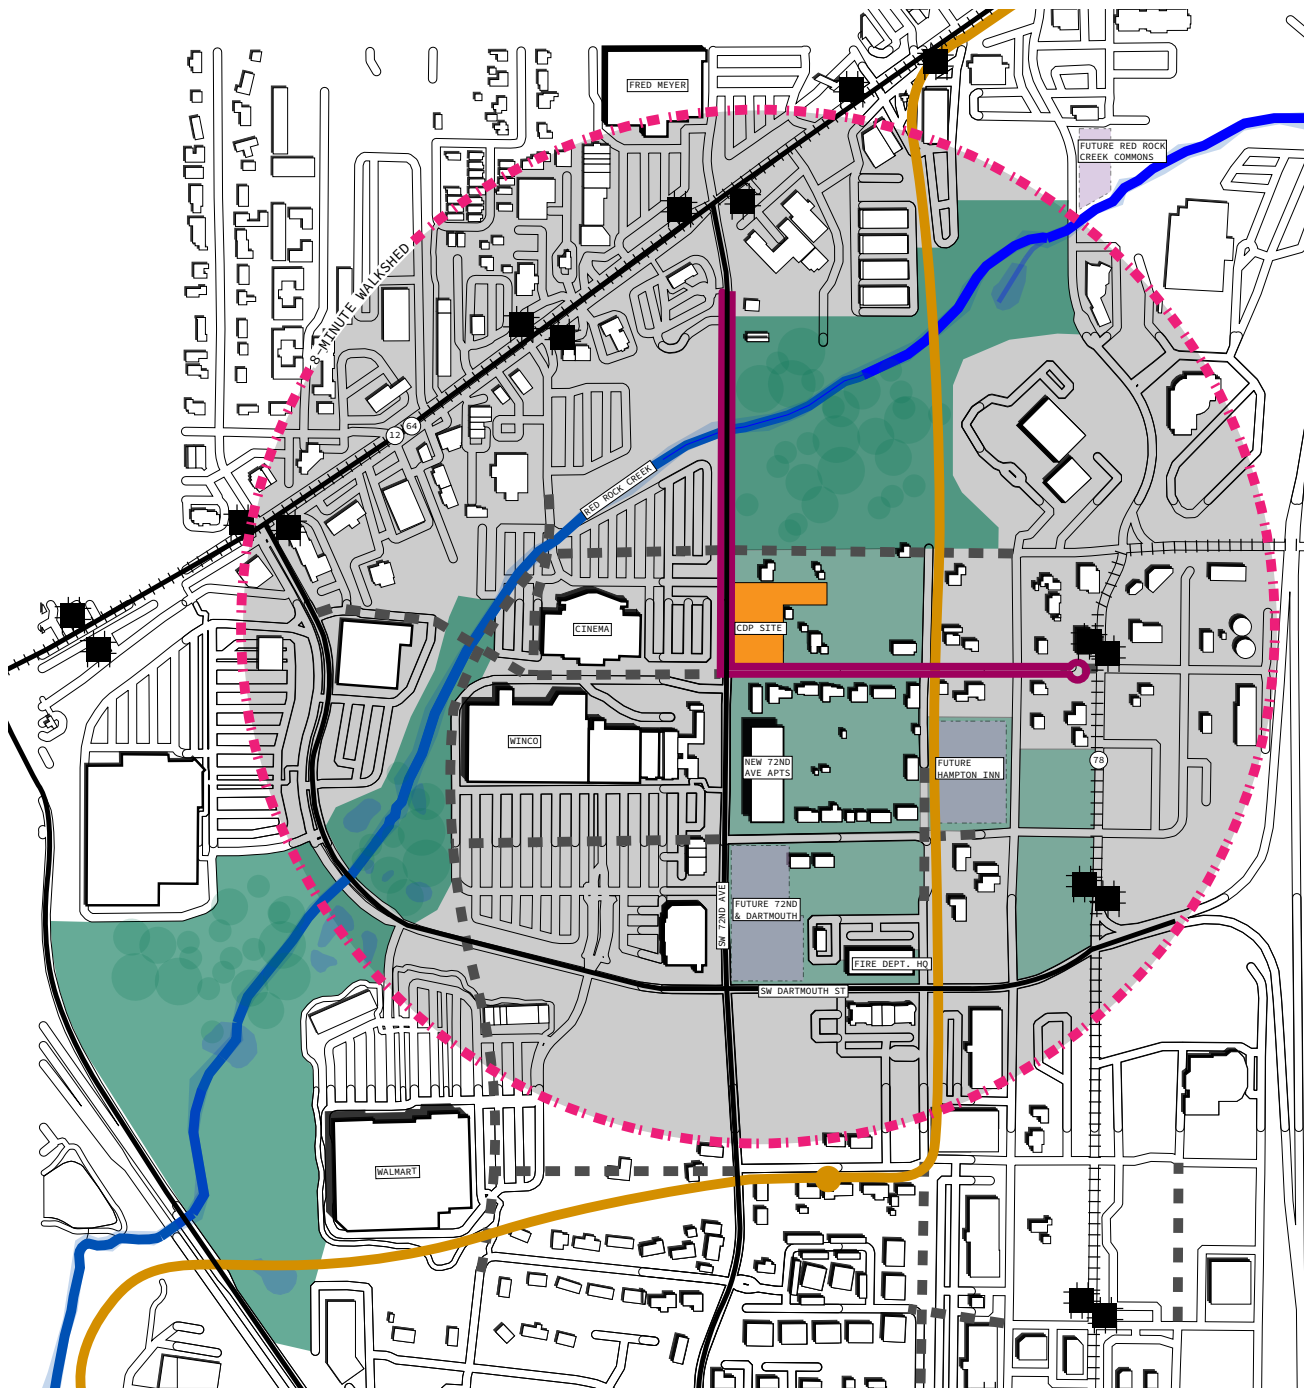 FRED MEYER
FUTURE RED ROCK
CREEK COMMONS
8-MINUTE WALKSHED
64
12
RED ROCK CREEK
CINEMA
CDP SITE
WINCO
NEW 72ND
AVE APTS
FUTURE
HAMPTON INN
78
SW 72ND AVE
FUTURE 72ND
& DARTMOUTH
FIRE DEPT. HQ
SW DARTMOUTH ST
WALMART